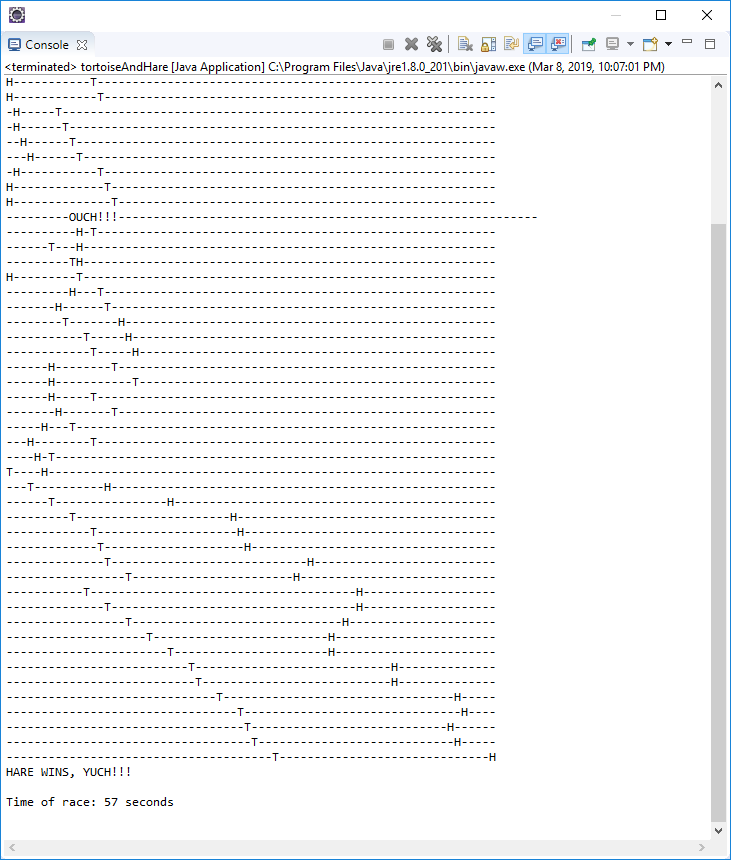 Console
<terminated> tortoiseAndHare [Java Application] C:\Program Files\Java\jre1.8.0_201\bin\javaw.exe (Mar 8, 2019, 10:07:01 PM)
H-----------T---------------------------------------------------------
H------------T--------------------------------------------------------
-H-----T--------------------------------------------------------------
-H------T-------------------------------------------------------------
--H------T------------------------------------------------------------
---H------T-----------------------------------------------------------
-H-----------T--------------------------------------------------------
H-------------T-------------------------------------------------------
H--------------T------------------------------------------------------
---------OUCH!!!------------------------------------------------------------
----------H-T---------------------------------------------------------
------T---H-----------------------------------------------------------
---------TH-----------------------------------------------------------
H---------T-----------------------------------------------------------
---------H---T--------------------------------------------------------
-------H------T-------------------------------------------------------
--------T-------H-----------------------------------------------------
-----------T-----H----------------------------------------------------
------------T-----H---------------------------------------------------
------H--------T------------------------------------------------------
------H-----------T---------------------------------------------------
------H-----T---------------------------------------------------------
-------H-------T------------------------------------------------------
-----H---T------------------------------------------------------------
---H--------T---------------------------------------------------------
----H-T---------------------------------------------------------------
T----H----------------------------------------------------------------
---T----------H-------------------------------------------------------
------T----------------H----------------------------------------------
---------T----------------------H-------------------------------------
------------T--------------------H------------------------------------
-------------T--------------------H-----------------------------------
--------------T----------------------------H--------------------------
-----------------T-----------------------H----------------------------
-----------T--------------------------------------H-------------------
--------------T-----------------------------------H-------------------
-----------------T------------------------------H---------------------
--------------------T-------------------------H-----------------------
-----------------------T----------------------H-----------------------
--------------------------T----------------------------H--------------
---------------------------T---------------------------H--------------
------------------------------T---------------------------------H-----
---------------------------------T-------------------------------H----
----------------------------------T----------------------------H------
-----------------------------------T----------------------------H-----
--------------------------------------T------------------------------H
HARE WINS, YUCH!!!
Time of race: 57 seconds